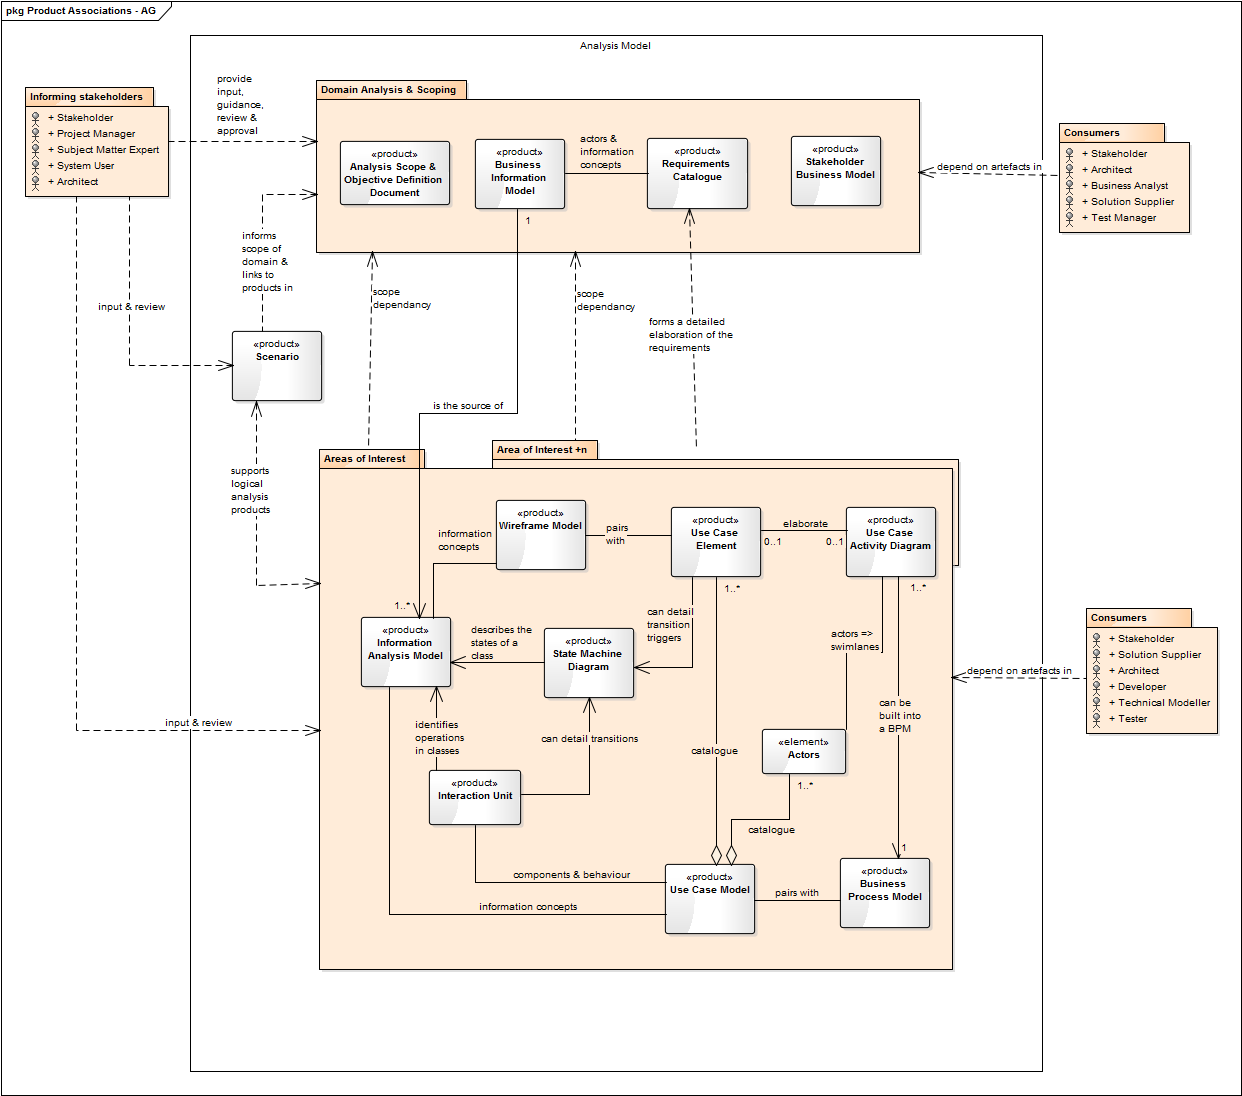 pkg Product Associations - AG
Analysis Model
Informing stakeholders
+ Stakeholder
+ Project Manager
+ Subject Matter Expert
+ System User
+ Architect
provide
input,
guidance,
review &
approval
Domain Analysis & Scoping
«product»
Analysis Scope &
Objective Definition
Document
«product»
Business
Information
Model
1
actors &
information
concepts
«product»
Requirements
Catalogue
«product»
Stakeholder
Business Model
depend on artefacts in
Consumers
+ Stakeholder
+ Architect
+ Business Analyst
+ Solution Supplier
+ Test Manager
informs
scope of
domain &
links to
products in
input & review
«product»
Scenario
scope
dependancy
scope
dependancy
forms a detailed
elaboration of the
requirements
is the source of
supports
logical
analysis
products
Areas of Interest
Area of Interest +n
information
concepts
«product»
Wireframe Model
pairs
with
«product»
Use Case
Element
elaborate
0..1
0..1
«product»
Use Case
Activity Diagram
1..*
1..*
1..*
«product»
Information
Analysis Model
describes the
states of a
class
«product»
State Machine
Diagram
can detail
transition
triggers
actors =>
swimlanes
depend on artefacts in
Consumers
+ Stakeholder
+ Solution Supplier
+ Architect
+ Developer
+ Technical Modeller
+ Tester
input & review
identifies
operations
in classes
can detail transitions
catalogue
can be
built into
a BPM
«element»
Actors
1..*
«product»
Interaction Unit
catalogue
1
components & behaviour
information concepts
«product»
Use Case Model
pairs with
«product»
Business
Process Model